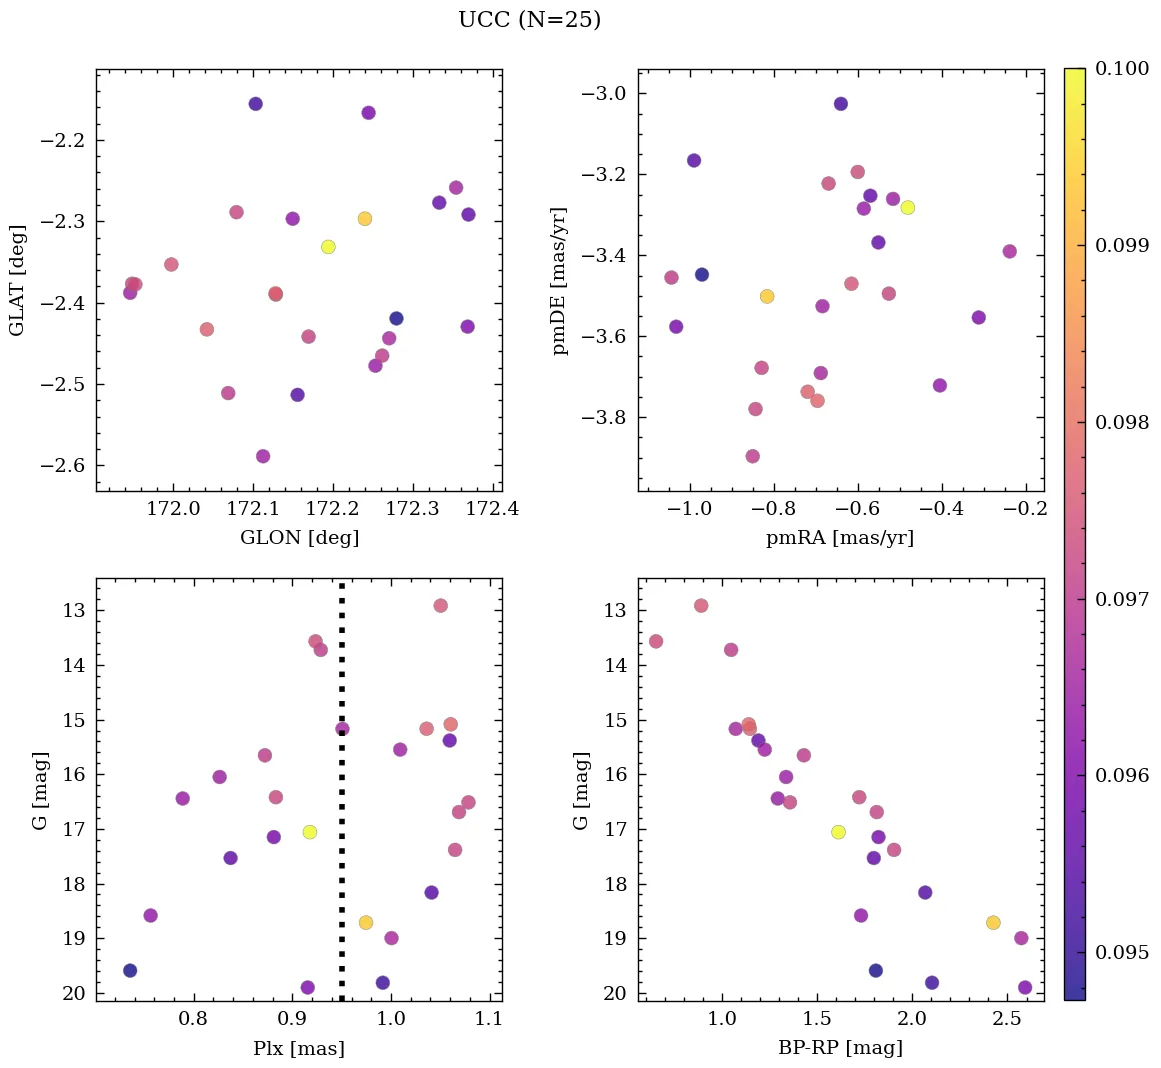 UCC (N=25)
−2.2
−2.3
−2.4
−2.5
−2.6
GLAT [deg]
172.0 172.1 172.2 172.3 172.4
GLON [deg]
−3.0
−3.2
−3.4
−3.6
−3.8
pmDE [mas/yr]
−1.0 −0.8 −0.6 −0.4 −0.2
pmRA [mas/yr]
13
14
15
16
17
18
19
20
G [mag]
0.8 0.9 1.0 1.1
Plx [mas]
13
14
15
16
17
18
19
20
G [mag]
1.0 1.5 2.0 2.5
BP-RP [mag]
0.100
0.099
0.098
0.097
0.096
0.095